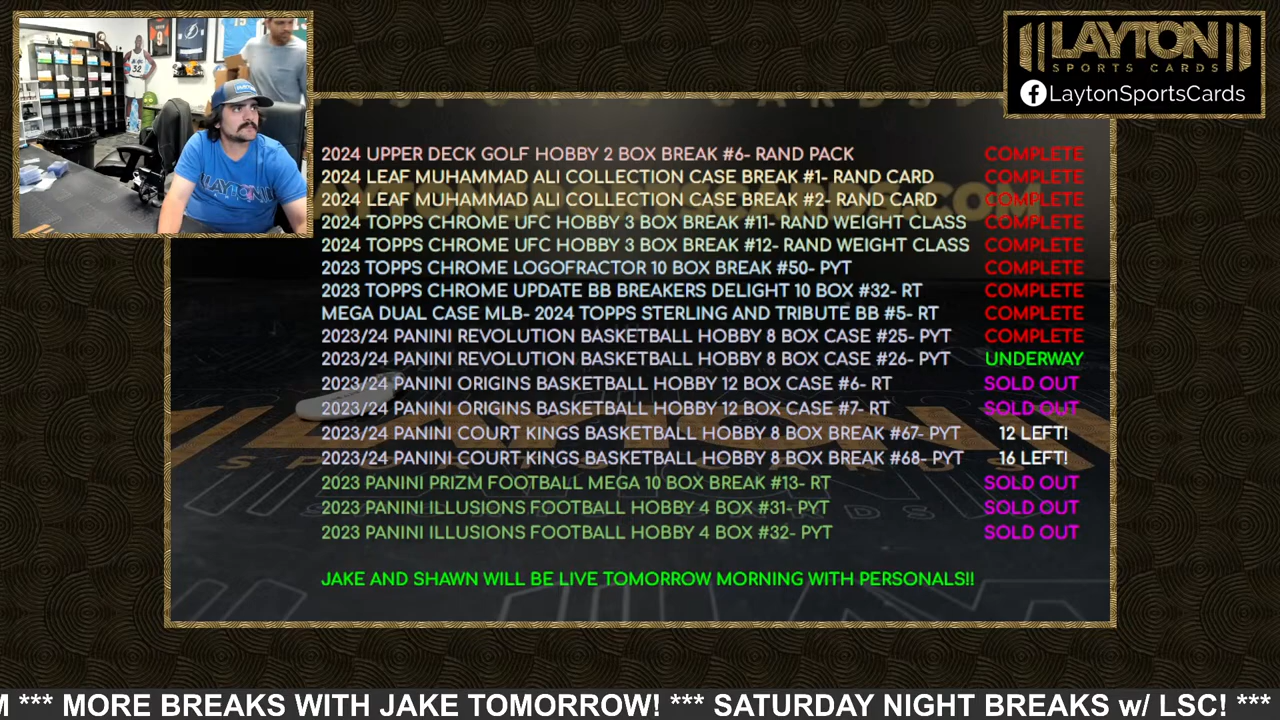 LAYTON
SPORTS CARDS
LaytonSportsCards
2024 UPPER DECK GOLF HOBBY 2 BOX BREAK #6- RAND PACK COMPLETE
2024 LEAF MUHAMMAD ALI COLLECTION CASE BREAK #1- RAND CARD COMPLETE
2024 LEAF MUHAMMAD ALI COLLECTION CASE BREAK #2- RAND CARD COMPLETE
2024 TOPPS CHROME UFC HOBBY 3 BOX BREAK #11- RAND WEIGHT CLASS COMPLETE
2024 TOPPS CHROME UFC HOBBY 3 BOX BREAK #12- RAND WEIGHT CLASS COMPLETE
2023 TOPPS CHROME LOGOFRACTOR 10 BOX BREAK #50- PYT COMPLETE
2023 TOPPS CHROME UPDATE BB BREAKERS DELIGHT 10 BOX #32- RT COMPLETE
MEGA DUAL CASE MLB- 2024 TOPPS STERLING AND TRIBUTE BB #5- RT COMPLETE
2023/24 PANINI REVOLUTION BASKETBALL HOBBY 8 BOX CASE #25- PYT COMPLETE
2023/24 PANINI REVOLUTION BASKETBALL HOBBY 8 BOX CASE #26- PYT UNDERWAY
2023/24 PANINI ORIGINS BASKETBALL HOBBY 12 BOX CASE #6- RT SOLD OUT
2023/24 PANINI ORIGINS BASKETBALL HOBBY 12 BOX CASE #7- RT SOLD OUT
2023/24 PANINI COURT KINGS BASKETBALL HOBBY 8 BOX BREAK #67- PYT 12 LEFT!
2023/24 PANINI COURT KINGS BASKETBALL HOBBY 8 BOX BREAK #68- PYT 16 LEFT!
2023 PANINI PRIZM FOOTBALL MEGA 10 BOX BREAK #13- RT SOLD OUT
2023 PANINI ILLUSIONS FOOTBALL HOBBY 4 BOX #31- PYT SOLD OUT
2023 PANINI ILLUSIONS FOOTBALL HOBBY 4 BOX #32- PYT SOLD OUT
JAKE AND SHAWN WILL BE LIVE TOMORROW MORNING WITH PERSONALS!!
*** MORE BREAKS WITH JAKE TOMORROW! *** SATURDAY NIGHT BREAKS w/ LSC! ***